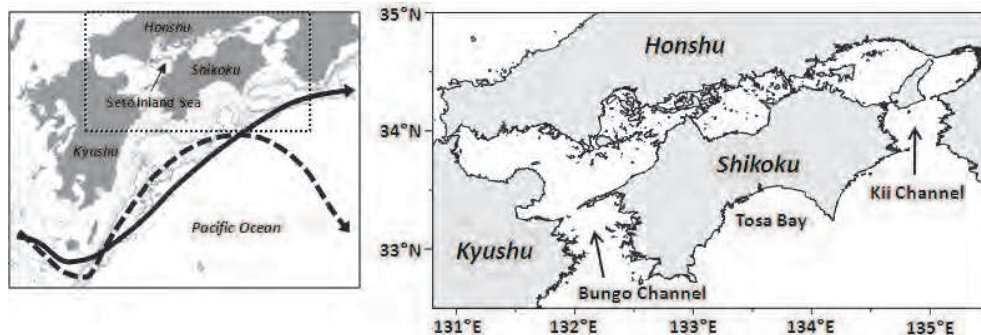 Honshu
Shikoku
Seto Inland Sea
Kyushu
Pacific Ocean
35°N
34°N
33°N
Honshu
Shikoku
Kii Channel
Tosa Bay
Kyushu
Bungo Channel
131°E
132°E
133°E
134°E
135°E